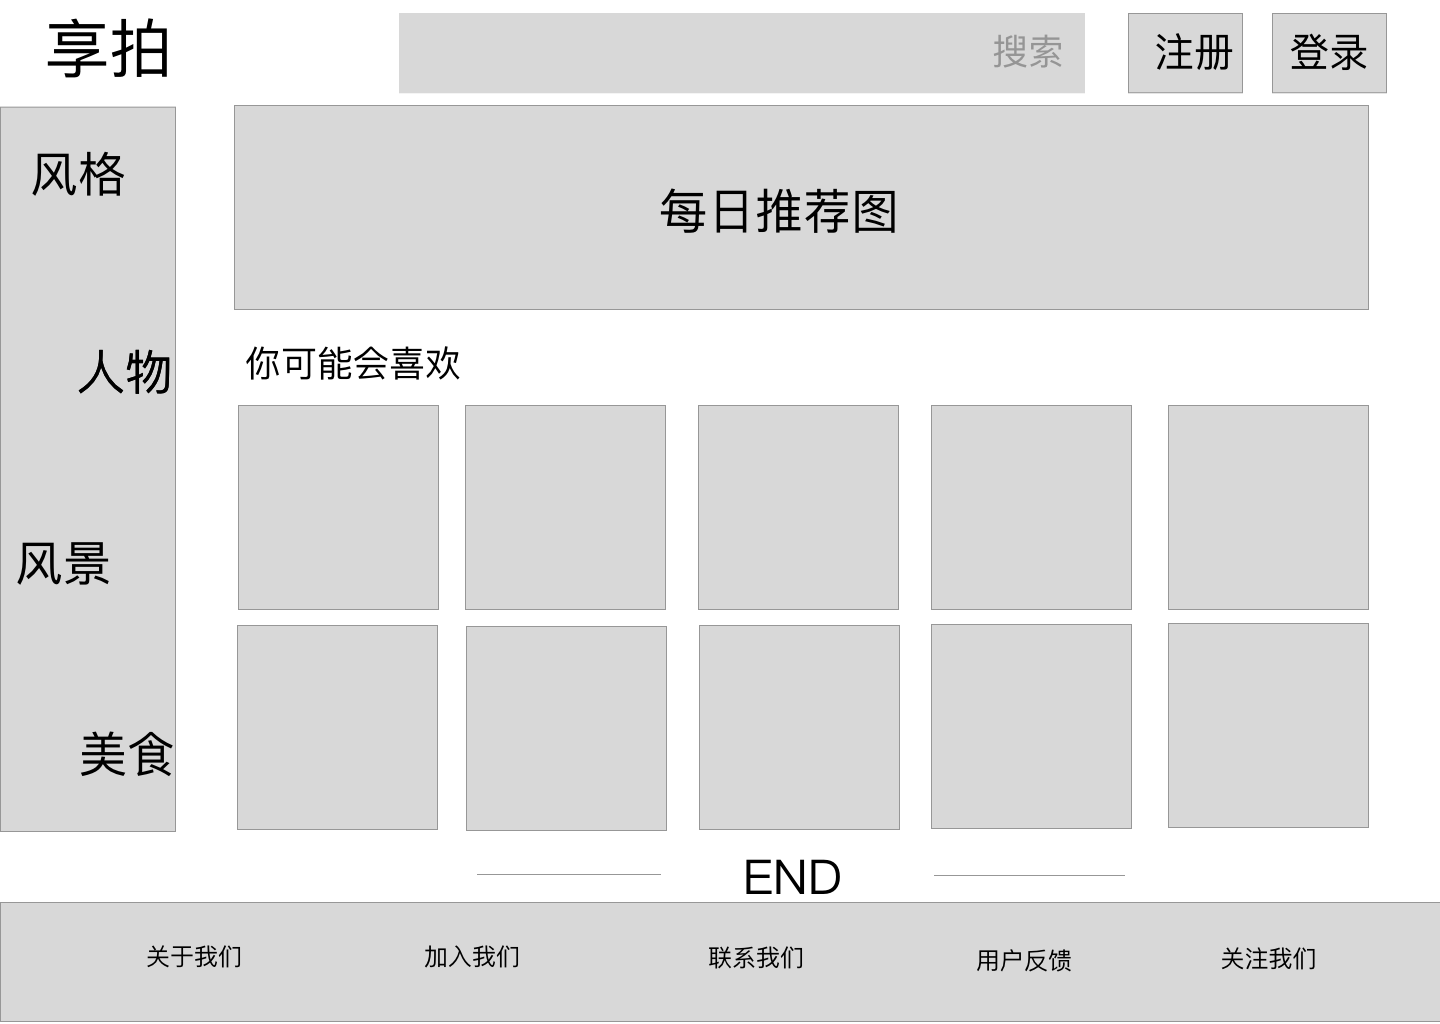 享拍
搜索
注册
登录
风格
人物
风景
美食
每日推荐图
你可能会喜欢
END
关于我们
加入我们
联系我们
用户反馈
关注我们